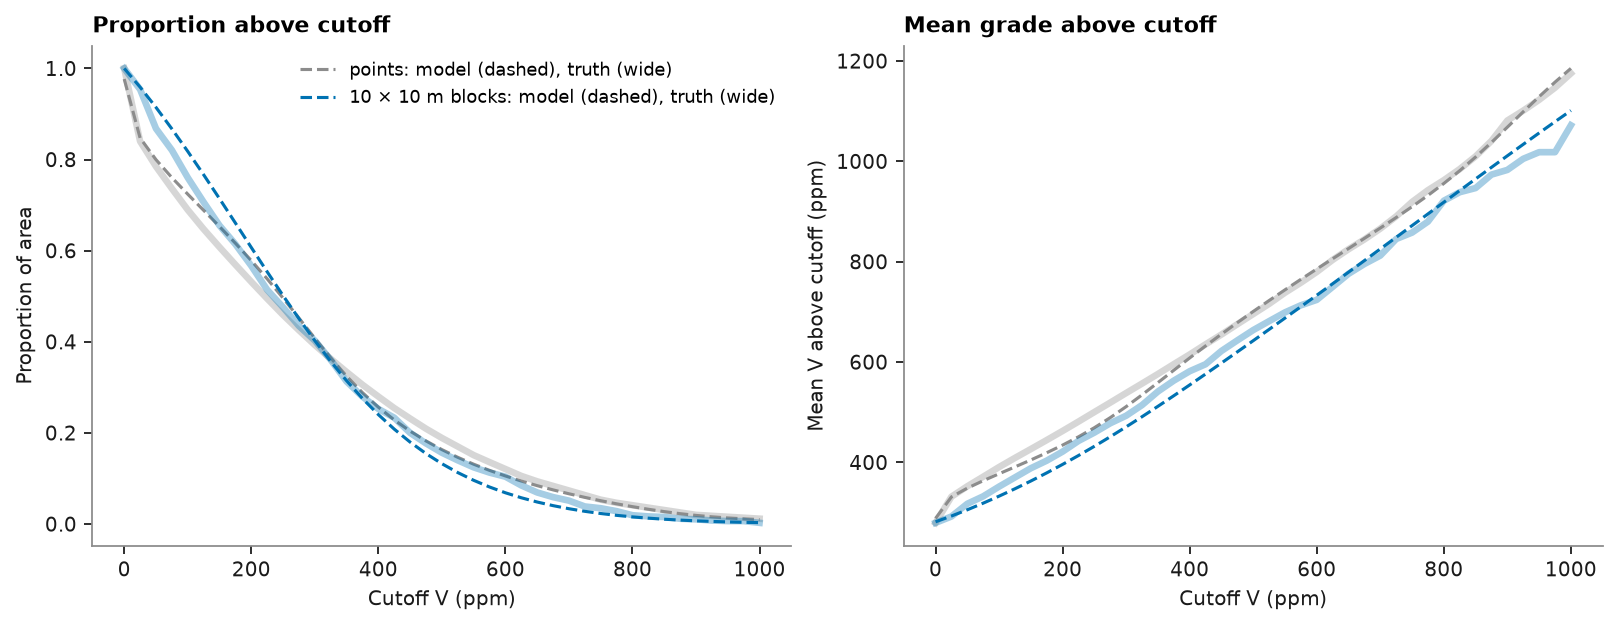 Proportion above cutoff
points: model (dashed), truth (wide)
10 × 10 m blocks: model (dashed), truth (wide)
Proportion of area
1.0
0.8
0.6
0.4
0.2
0.0
0 200 400 600 800 1000
Cutoff V (ppm)
Mean grade above cutoff
Mean V above cutoff (ppm)
1200
1000
800
600
400
0 200 400 600 800 1000
Cutoff V (ppm)